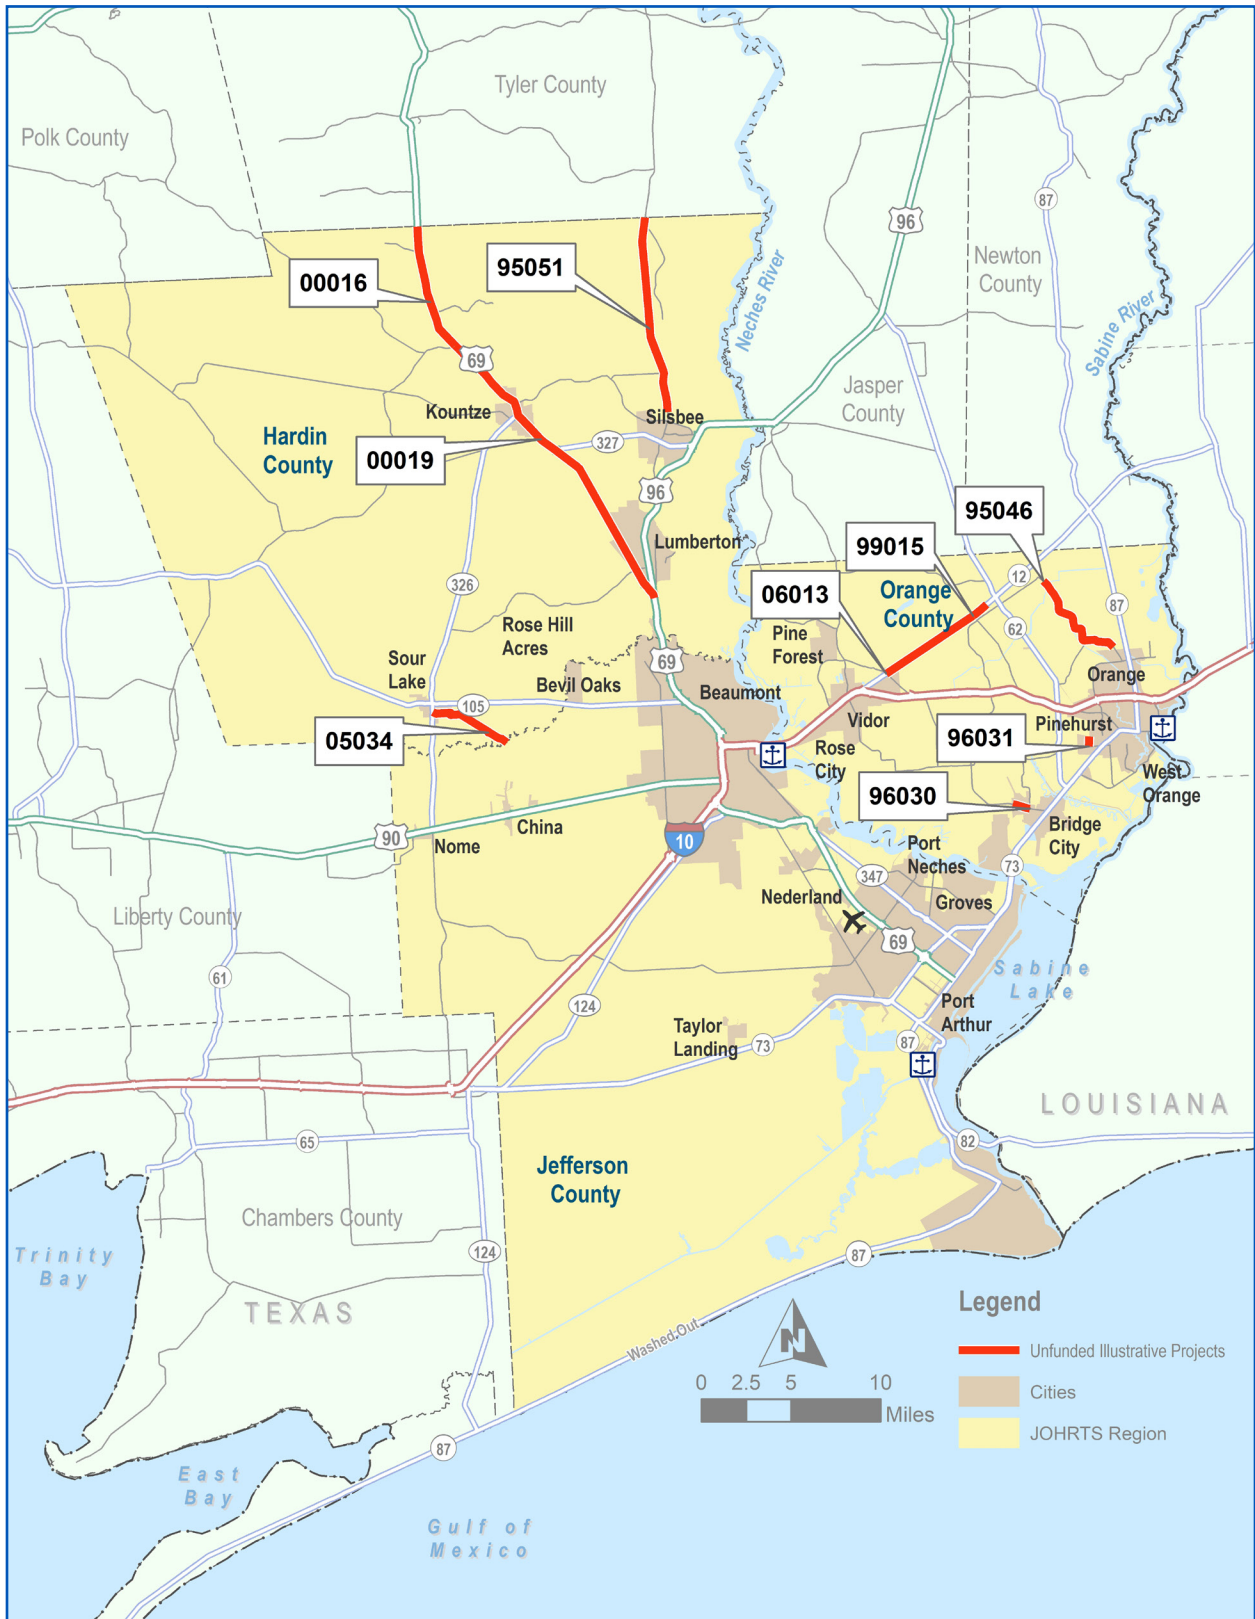 Tyler County
Polk County
96
87
Newton
County
95051
00016
Neches River
Sabine River
69
Jasper
County
Kountze
Silsbee
Hardin
County
327
00019
96
95046
Lumberton
99015
12
326
06013
Orange
County
87
Rose Hill
Acres
Pine
Forest
62
Sour
Lake
69
Orange
Bevil Oaks
Beaumont
105
Vidor
Pinehurst
05034
Rose
City
96031
West
Orange
96030
90
China
Nome
10
Bridge
City
Port
Neches
73
347
Nederland
Groves
Liberty County
69
Sabine
Lake
61
124
Port
Arthur
Taylor
Landing
73
87
LOUISIANA
65
82
Jefferson
County
Chambers County
Trinity
Bay
124
87
TEXAS
Legend
Washed Out
N
Unfunded Illustrative Projects
0 2.5 5 10
Miles
Cities
JOHRTS Region
87
East
Bay
Gulf of
Mexico